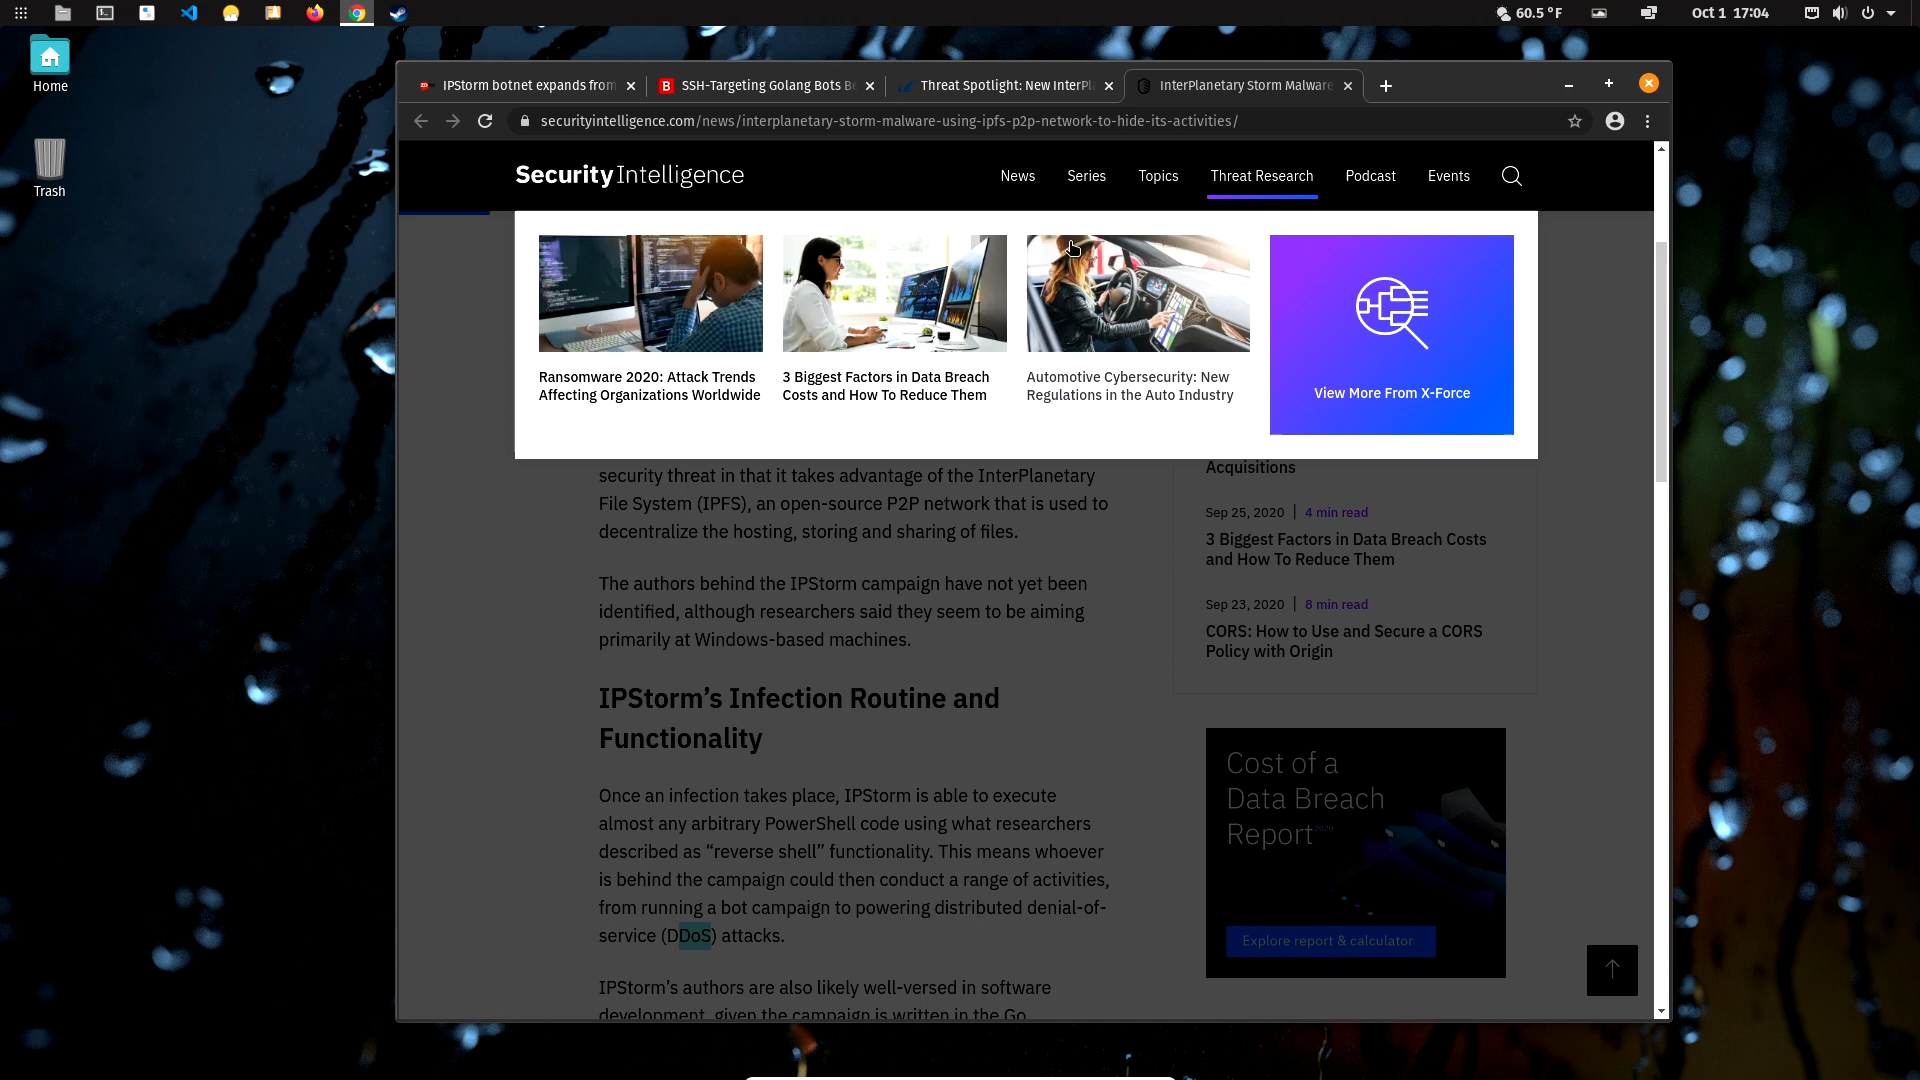 60.5 °F
Oct 1 17:04
Home
Trash
IPStorm botnet expands from
SSH-Targeting Golang Bots Be
Threat Spotlight: New InterPl
InterPlanetary Storm Malware
securityintelligence.com/news/interplanetary-storm-malware-using-ipfs-p2p-network-to-hide-its-activities/
SecurityIntelligence
News
Series
Topics
Threat Research
Podcast
Events
Ransomware 2020: Attack Trends
Affecting Organizations Worldwide
3 Biggest Factors in Data Breach
Costs and How To Reduce Them
Automotive Cybersecurity: New
Regulations in the Auto Industry
View More From X-Force
security threat in that it takes advantage of the InterPlanetary
File System (IPFS), an open-source P2P network that is used to
decentralize the hosting, storing and sharing of files.
The authors behind the IPStorm campaign have not yet been
identified, although researchers said they seem to be aiming
primarily at Windows-based machines.
IPStorm’s Infection Routine and
Functionality
Once an infection takes place, IPStorm is able to execute
almost any arbitrary PowerShell code using what researchers
described as “reverse shell” functionality. This means whoever
is behind the campaign could then conduct a range of activities,
from running a bot campaign to powering distributed denial-of-
service (DDoS) attacks.
IPStorm’s authors are also likely well-versed in software
development, given the campaign is written in the Go
Acquisitions
Sep 25, 2020 | 4 min read
3 Biggest Factors in Data Breach Costs
and How To Reduce Them
Sep 23, 2020 | 8 min read
CORS: How to Use and Secure a CORS
Policy with Origin
Cost of a
Data Breach
Report 2020
Explore report & calculator